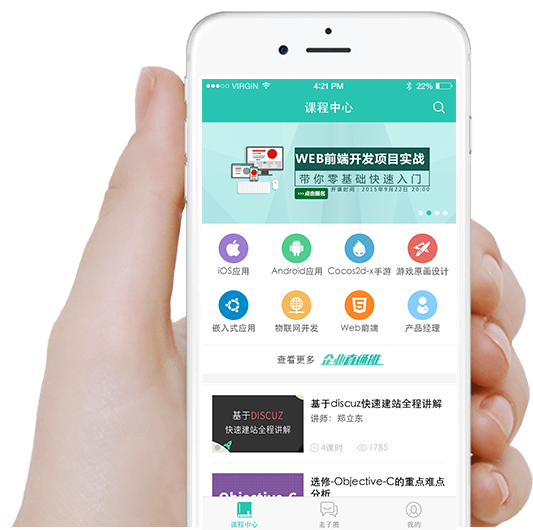 VIRGIN
4:21 PM
22%
课程中心
WEB前端开发项目实战
带你零基础快速入门
>>>点击报名
开课时间：2015年9月22日 20:00
iOS应用
Android应用
Cocos2d-x手游
游戏原画设计
嵌入式应用
物联网开发
Web前端
产品经理
查看更多 企业直通班
基于DISCUZ
快速建站全程讲解
基于discuz快速建站全程讲解
讲师：郑立东
4课时
1785
Objective-C
选修-Objective-C的重点难点
分析
课程中心
麦子圈
我的